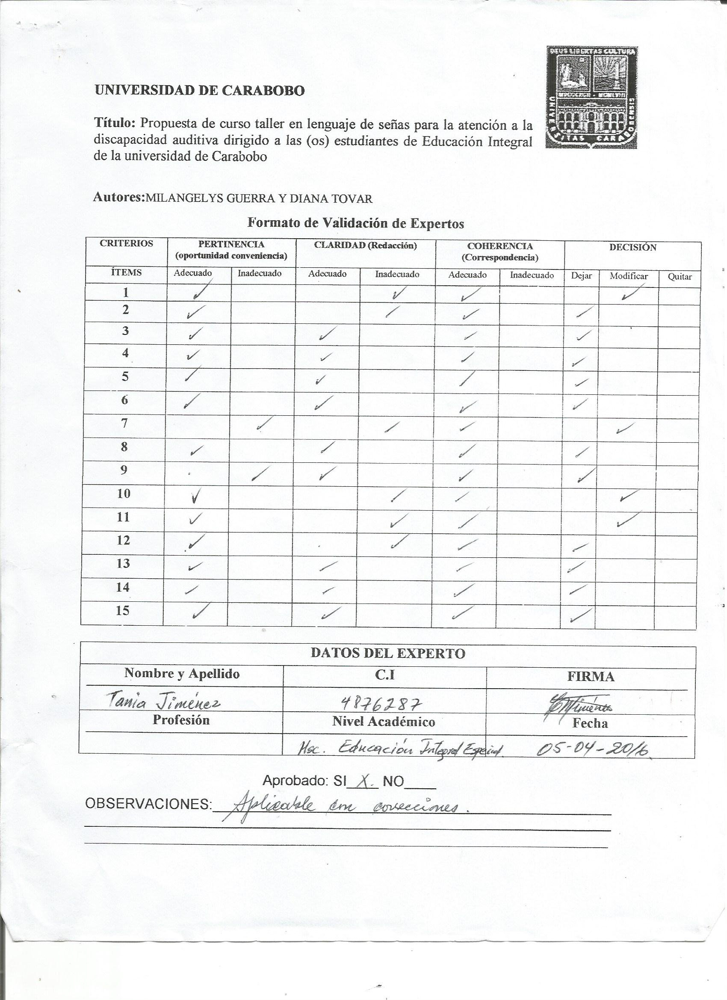 DEUS LIBERTAS CULTURA
UNIVERSIDAD DE CARABOBO
Título: Propuesta de curso taller en lenguaje de señas para la atención a la
discapacidad auditiva dirigido a las (os) estudiantes de Educación Integral
de la universidad de Carabobo
Autores:MILANGELYS GUERRA Y DIANA TOVAR
Formato de Validación de Expertos
CRITERIOS PERTINENCIA (oportunidad conveniencia) CLARIDAD (Redacción) COHERENCIA (Correspondencia) DECISIÓN
ÍTEMS Adecuado Inadecuado Adecuado Inadecuado Adecuado Inadecuado Dejar Modificar Quitar
1 ✓ ✓ ✓ ✓
2 ✓ ✓ ✓ ✓
3 ✓ ✓ ✓ ✓
4 ✓ ✓ ✓ ✓
5 ✓ ✓ ✓ ✓
6 ✓ ✓ ✓ ✓
7 ✓ ✓ ✓ ✓
8 ✓ ✓ ✓ ✓
9 ✓ ✓ ✓ ✓
10 ✓ ✓ ✓ ✓
11 ✓ ✓ ✓ ✓
12 ✓ ✓ ✓ ✓
13 ✓ ✓ ✓ ✓
14 ✓ ✓ ✓ ✓
15 ✓ ✓ ✓ ✓
DATOS DEL EXPERTO
Nombre y Apellido C.I FIRMA
Tania Jiménez 4876287
Profesión Nivel Académico Fecha
Msc. Educación Integral Especial. 05-04-2016
Aprobado: SI X. NO
OBSERVACIONES: Aplicable con correcciones.